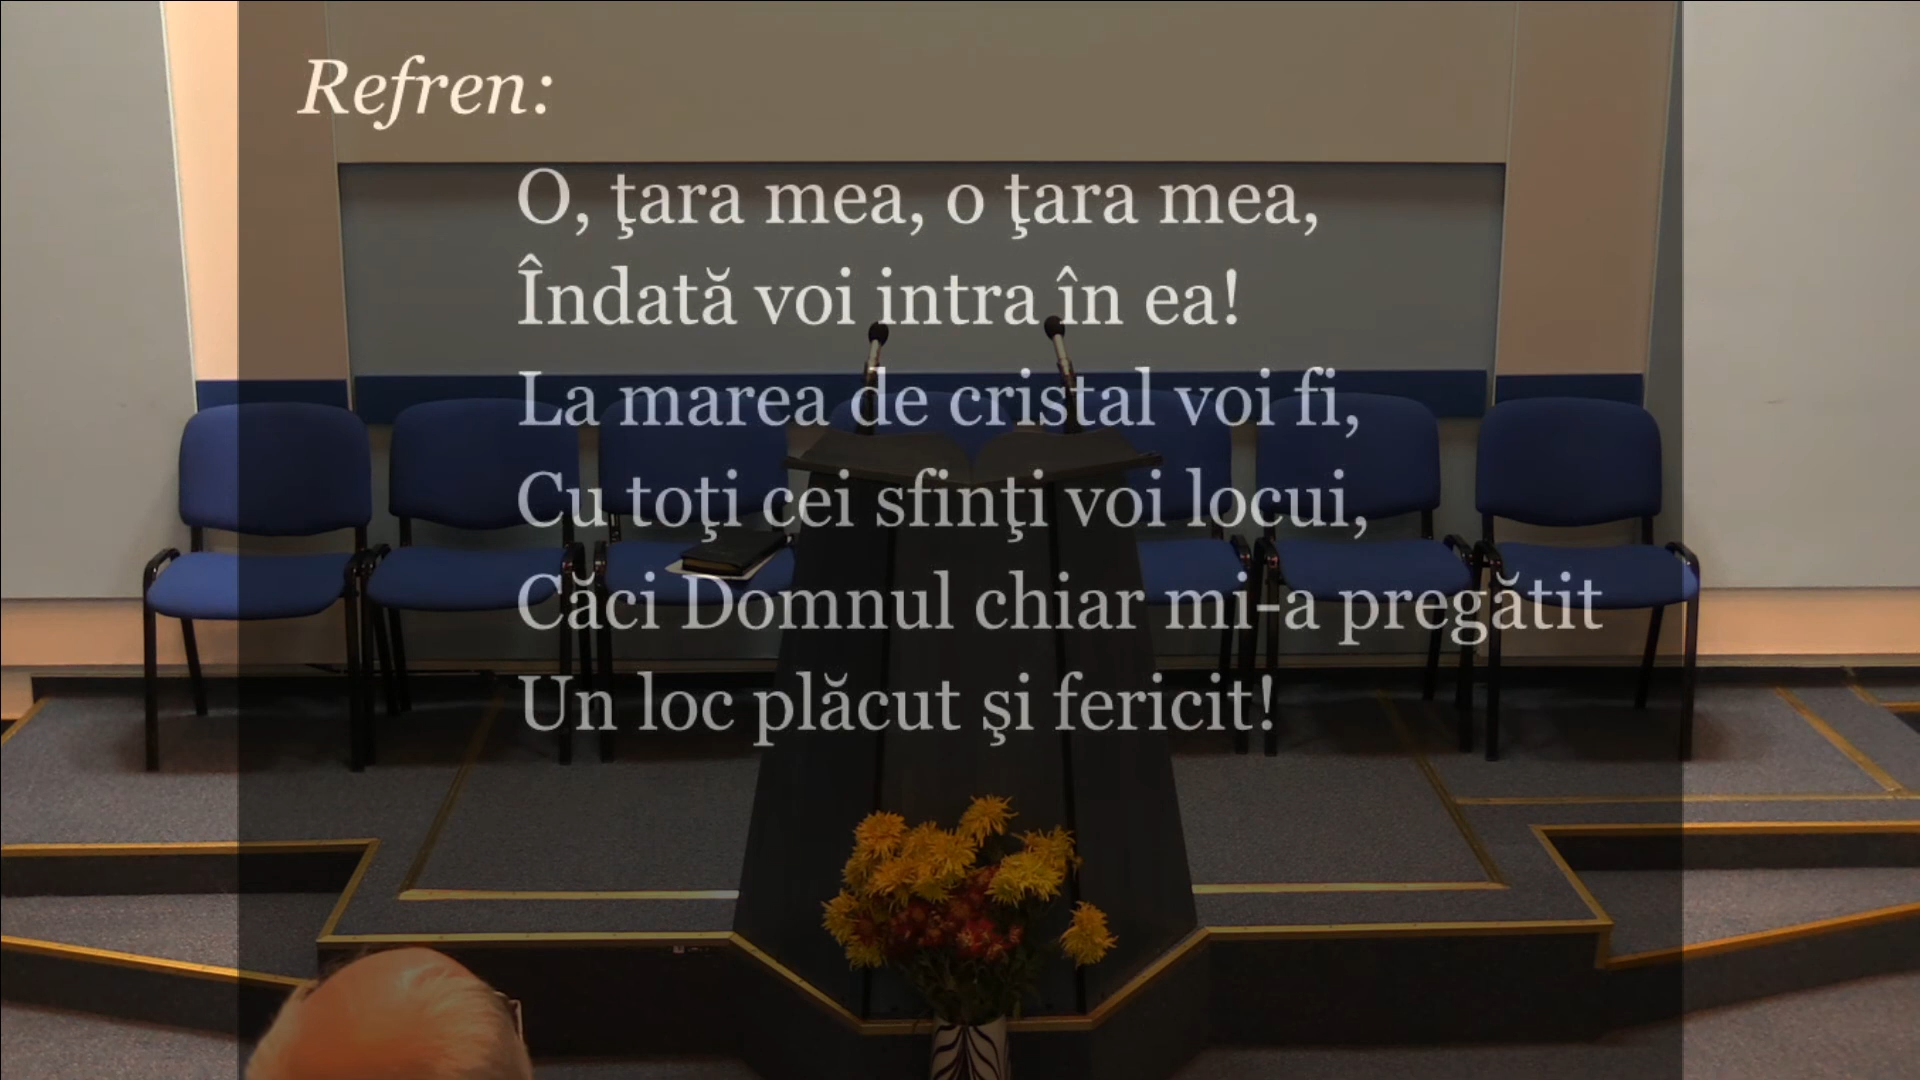 Refren:
O, ţara mea, o ţara mea,
Îndată voi intra în ea!
La marea de cristal voi fi,
Cu toţi cei sfinţi voi locui,
Căci Domnul chiar mi-a pregătit
Un loc plăcut şi fericit!